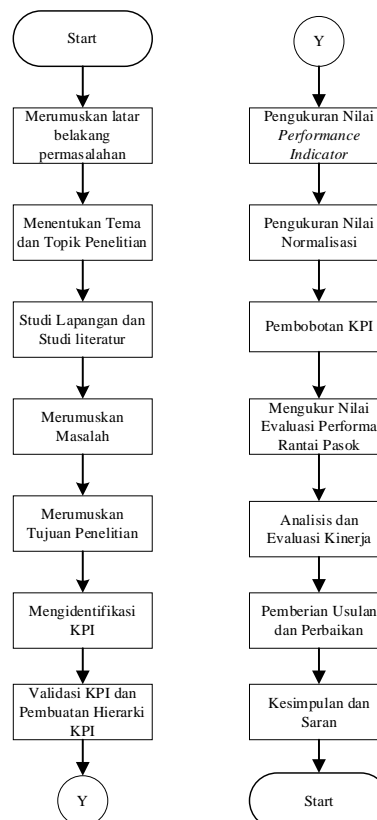 Start
Merumuskan latar
belakang
permasalahan
Menentukan Tema
dan Topik Penelitian
Studi Lapangan dan
Studi literatur
Merumuskan
Masalah
Merumuskan
Tujuan Penelitian
Mengidentifikasi
KPI
Validasi KPI dan
Pembuatan Hierarki
KPI
Y
Y
Pengukuran Nilai
Performance
Indicator
Pengukuran Nilai
Normalisasi
Pembobotan KPI
Mengukur Nilai
Evaluasi Performa
Rantai Pasok
Analisis dan
Evaluasi Kinerja
Pemberian Usulan
dan Perbaikan
Kesimpulan dan
Saran
Start